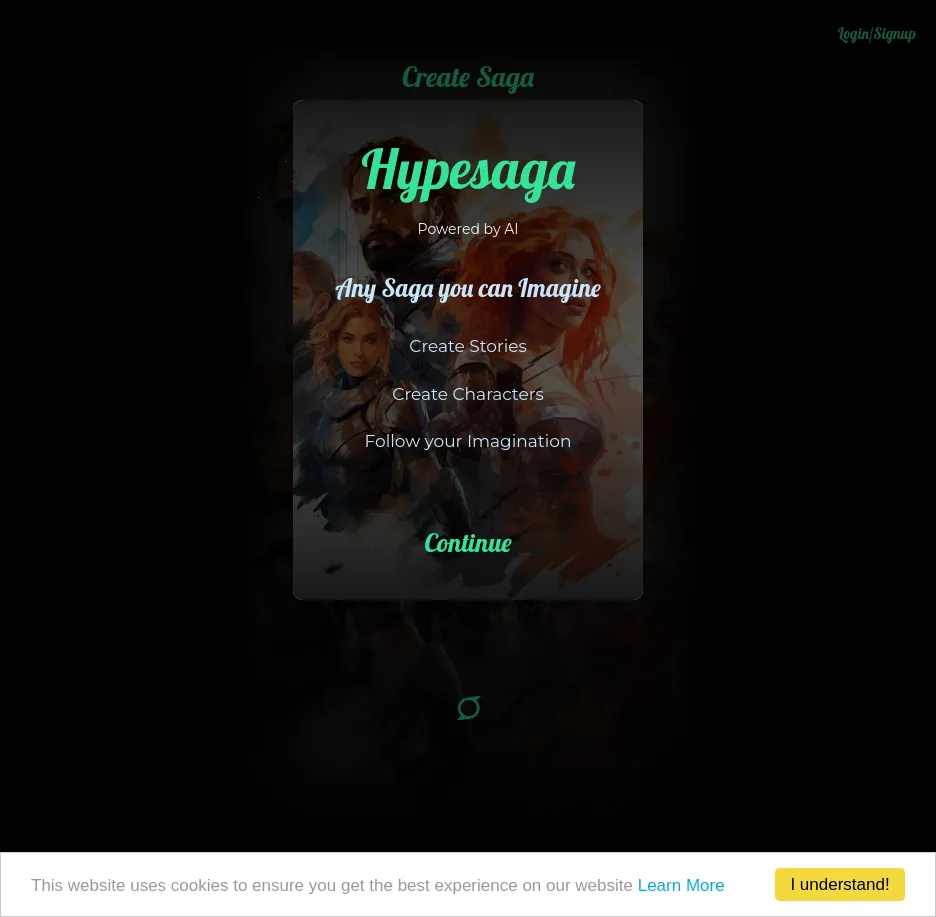 Login/Signup
Create Saga
Hypesaga
Powered by AI
Any Saga you can Imagine
Create Stories
Create Characters
Follow your Imagination
Continue
This website uses cookies to ensure you get the best experience on our website Learn More
I understand!